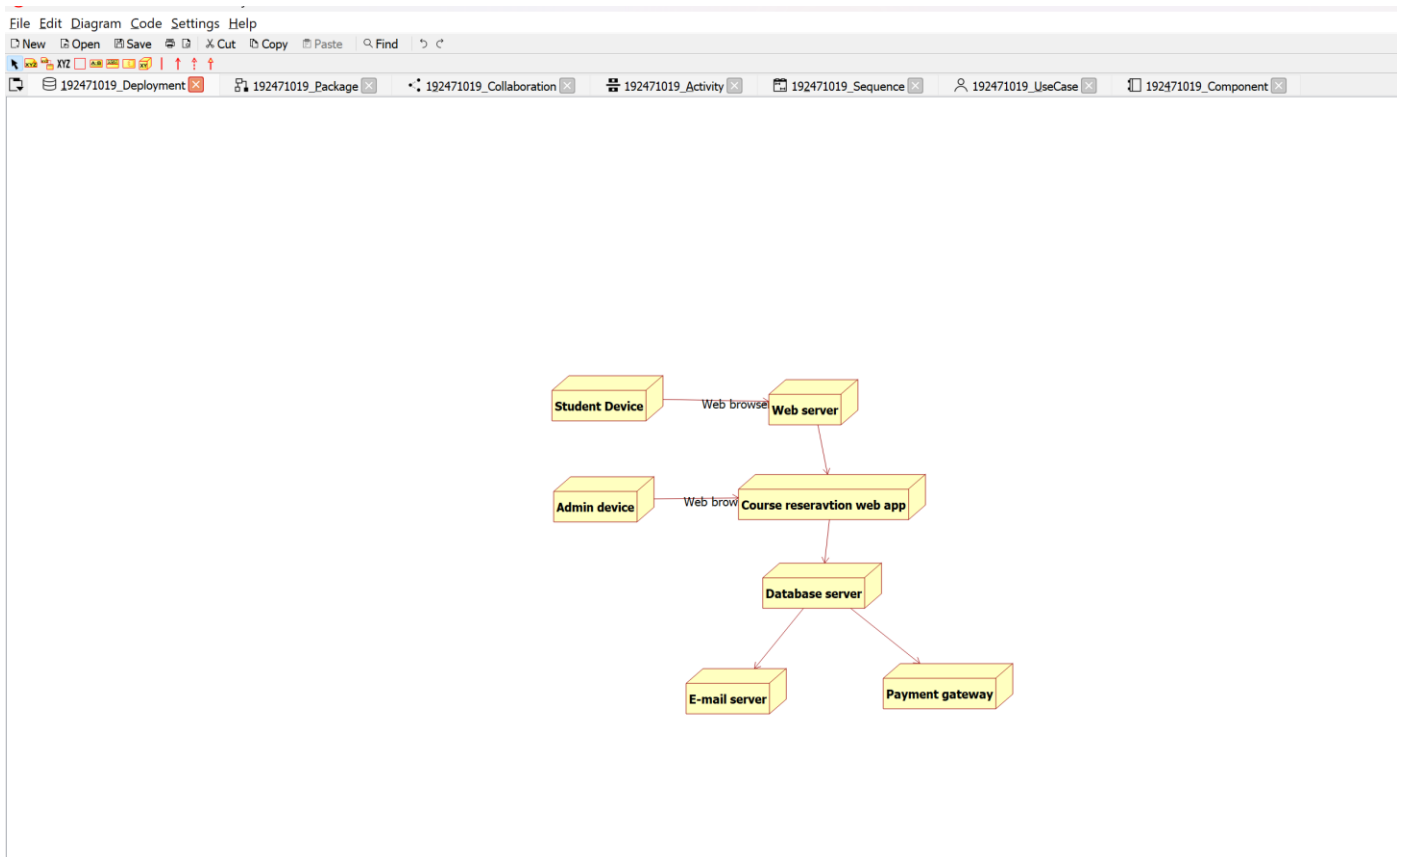 File Edit Diagram Code Settings Help
New Open Save Cut Copy Paste Find
XYZ
192471019_Deployment 192471019_Package 192471019_Collaboration 192471019_Activity 192471019_Sequence 192471019_UseCase 192471019_Component
Student Device
Web browse
Web server
Admin device
Web brow
Course reseravtion web app
Database server
E-mail server
Payment gateway